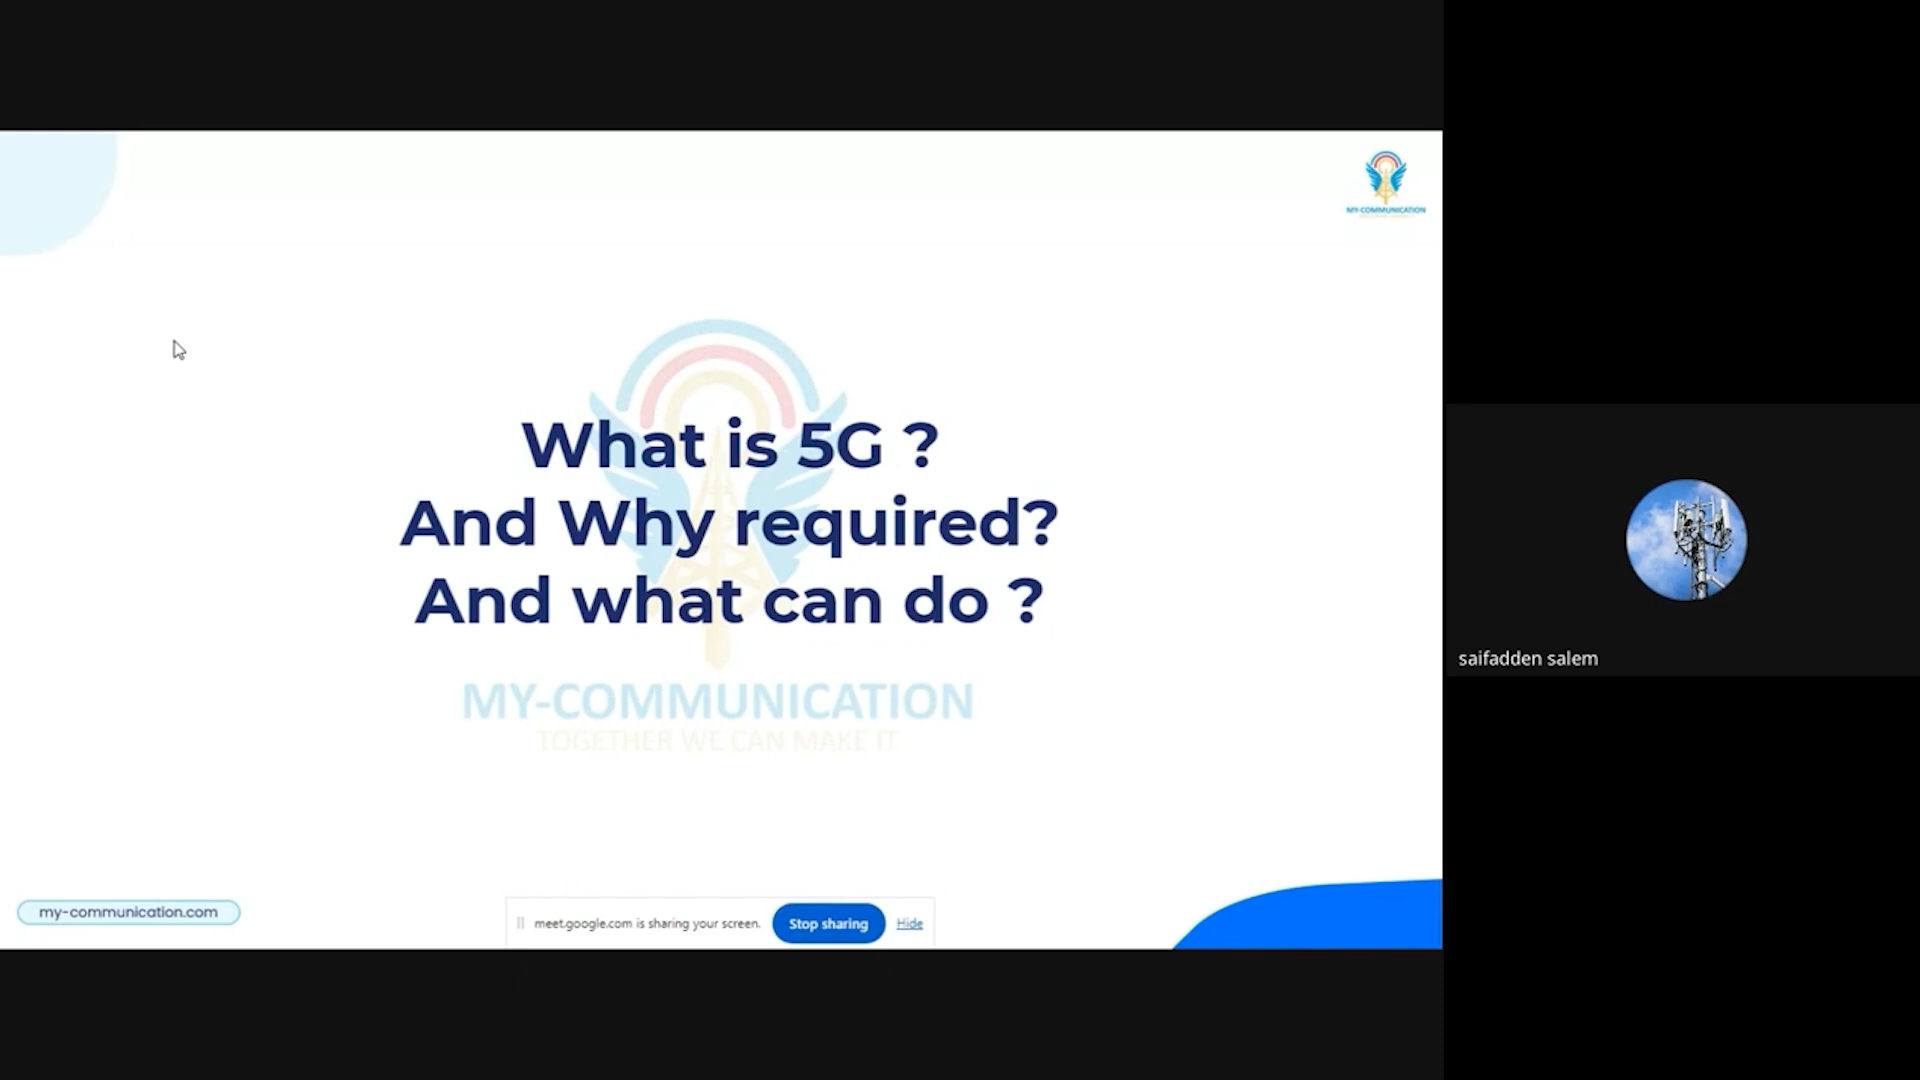 MY-COMMUNICATION
What is 5G ?
And Why required?
And what can do ?
MY-COMMUNICATION
TOGETHER WE CAN MAKE IT
my-communication.com
meet.google.com is sharing your screen.
Stop sharing
Hide
saifadden salem